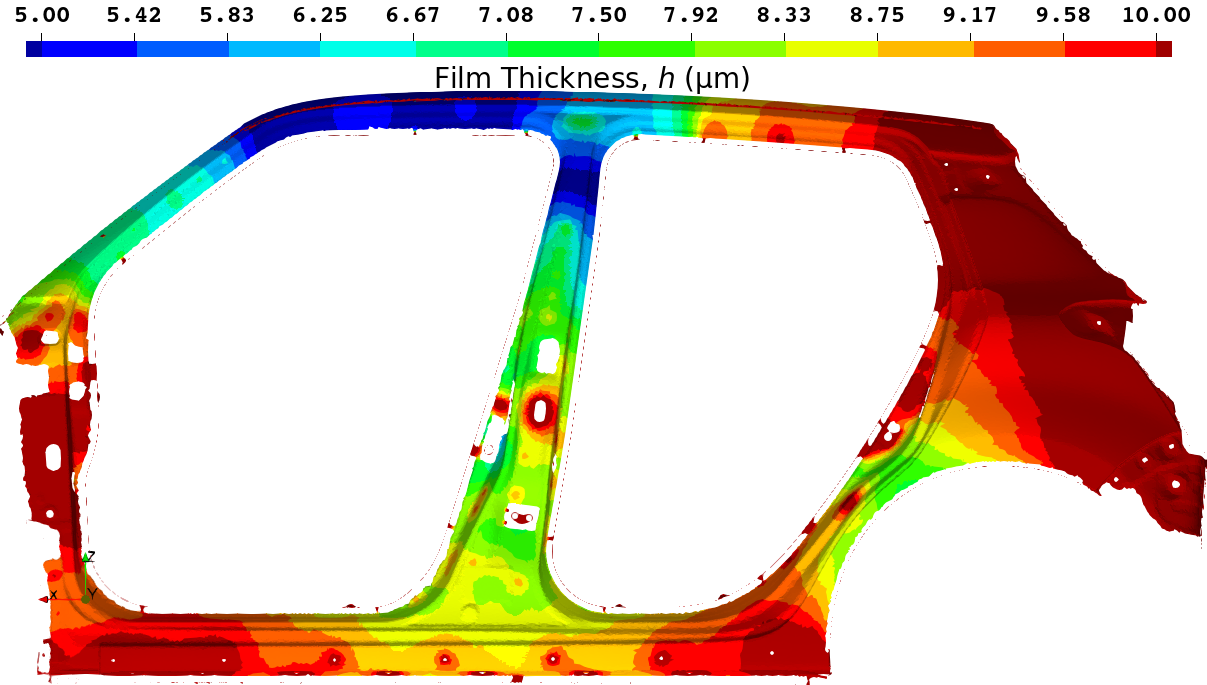 5.00 5.42 5.83 6.25 6.67 7.08 7.50 7.92 8.33 8.75 9.17 9.58 10.00
Film Thickness, h (μm)
Z
X Y